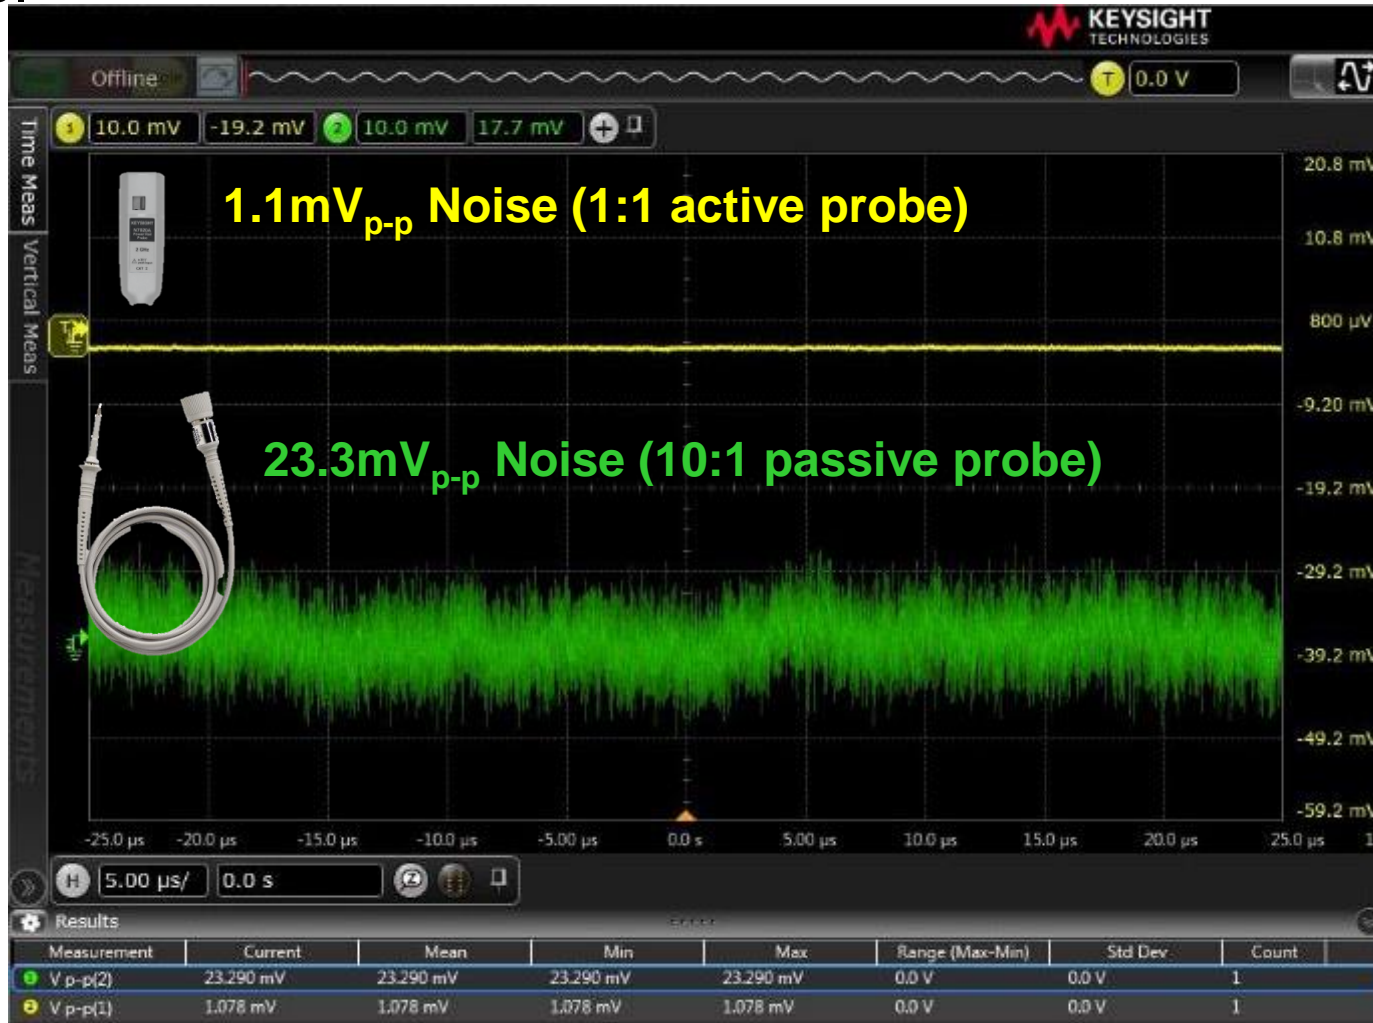 KEYSIGHT
TECHNOLOGIES
Offline
T 0.0 V
1 10.0 mV -19.2 mV 2 10.0 mV 17.7 mV
Time Meas
Vertical Meas
Measurements
1.1mVp-p Noise (1:1 active probe)
23.3mVp-p Noise (10:1 passive probe)
20.8 mV
10.8 mV
800 µV
-9.20 mV
-19.2 mV
-29.2 mV
-39.2 mV
-49.2 mV
-59.2 mV
-25.0 µs -20.0 µs -15.0 µs -10.0 µs -5.00 µs 0.0 s 5.00 µs 10.0 µs 15.0 µs 20.0 µs 25.0 µs
H 5.00 µs/ 0.0 s
Results
Measurement Current Mean Min Max Range (Max-Min) Std Dev Count
V p-p(2) 23.290 mV 23.290 mV 23.290 mV 23.290 mV 0.0 V 0.0 V 1
V p-p(1) 1.078 mV 1.078 mV 1.078 mV 1.078 mV 0.0 V 0.0 V 1